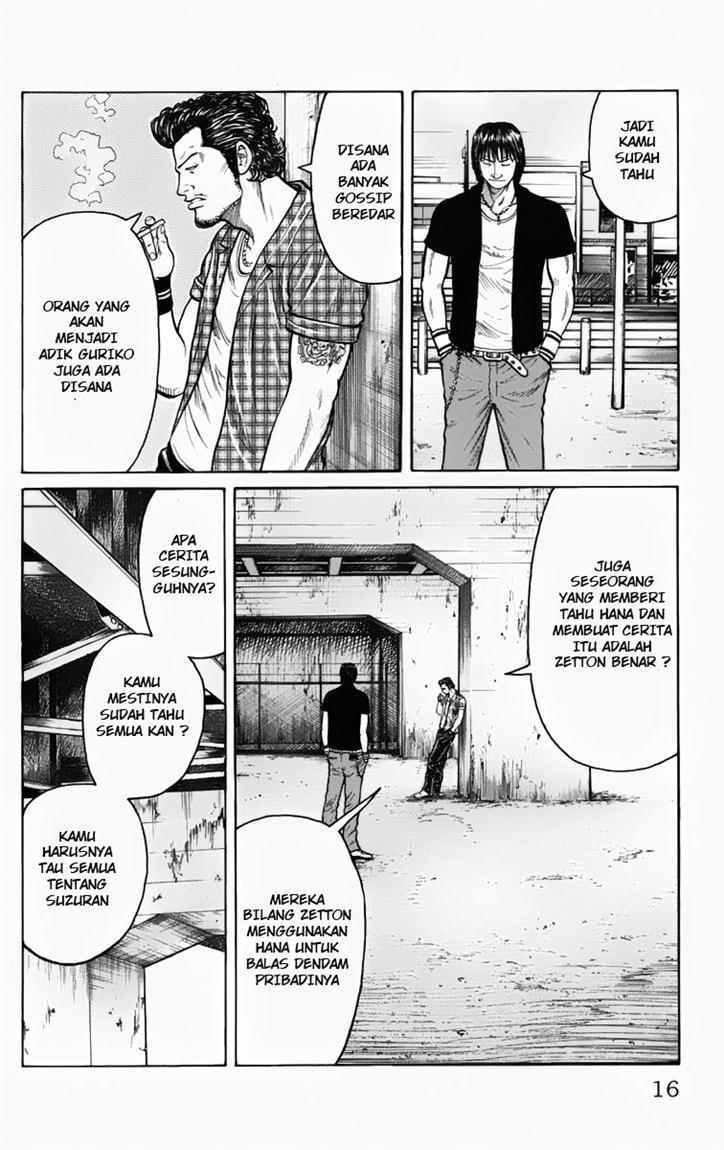 JADI
KAMU
SUDAH
TAHU
DISANA
ADA
BANYAK
GOSSIP
BEREDAR
ORANG YANG
AKAN
MENJADI
ADIK GURIKO
JUGA ADA
DISANA
JUGA
SESEORANG
YANG MEMBERI
TAHU HANA DAN
MEMBUAT CERITA
ITU ADALAH
ZETTON BENAR ?
MEREKA
BILANG ZETTON
MENGGUNAKAN
HANA UNTUK
BALAS DENDAM
PRIBADINYA
APA
CERITA
SESUNG-
GUHNYA?
KAMU
MESTINYA
SUDAH TAHU
SEMUA KAN ?
KAMU
HARUSNYA
TAU SEMUA
TENTANG
SUZURAN
16